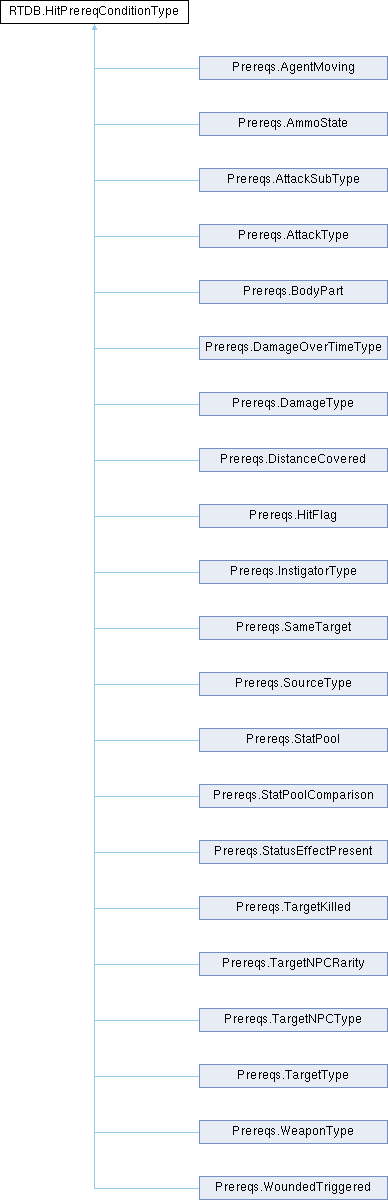 RTDB.HitPrereqConditionType
Prereqs.AgentMoving
Prereqs.AmmoState
Prereqs.AttackSubType
Prereqs.AttackType
Prereqs.BodyPart
Prereqs.DamageOverTimeType
Prereqs.DamageType
Prereqs.DistanceCovered
Prereqs.HitFlag
Prereqs.InstigatorType
Prereqs.SameTarget
Prereqs.SourceType
Prereqs.StatPool
Prereqs.StatPoolComparison
Prereqs.StatusEffectPresent
Prereqs.TargetKilled
Prereqs.TargetNPCRarity
Prereqs.TargetNPCType
Prereqs.TargetType
Prereqs.WeaponType
Prereqs.WoundedTriggered